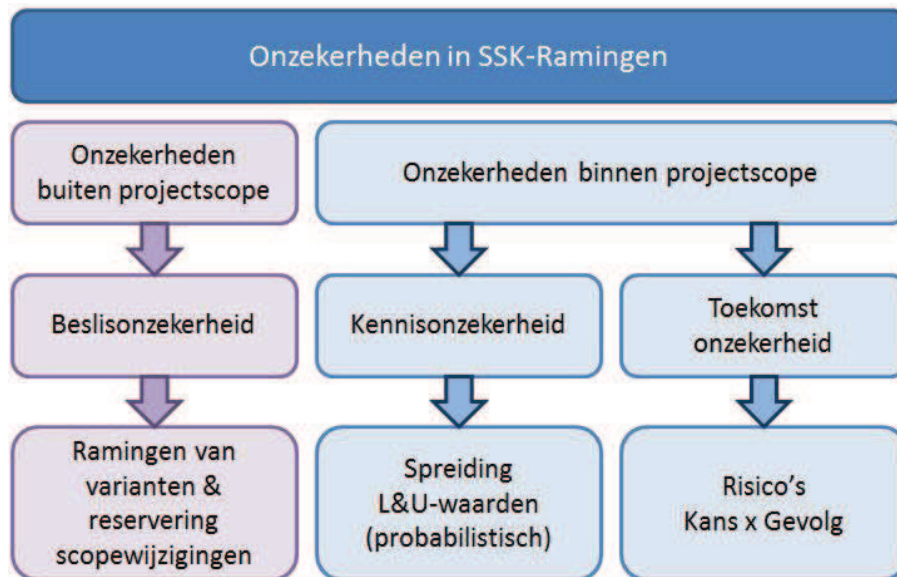 Onzekerheden in SSK-Ramingen
Onzekerheden
buiten projectscope
Onzekerheden binnen projectscope
Beslisonzekerheid
Kennisonzekerheid
Toekomst
onzekerheid
Ramingen van
varianten &
reservering
scopewijzigingen
Spreiding
L&U-waarden
(probabilistisch)
Risico's
Kans x Gevolg